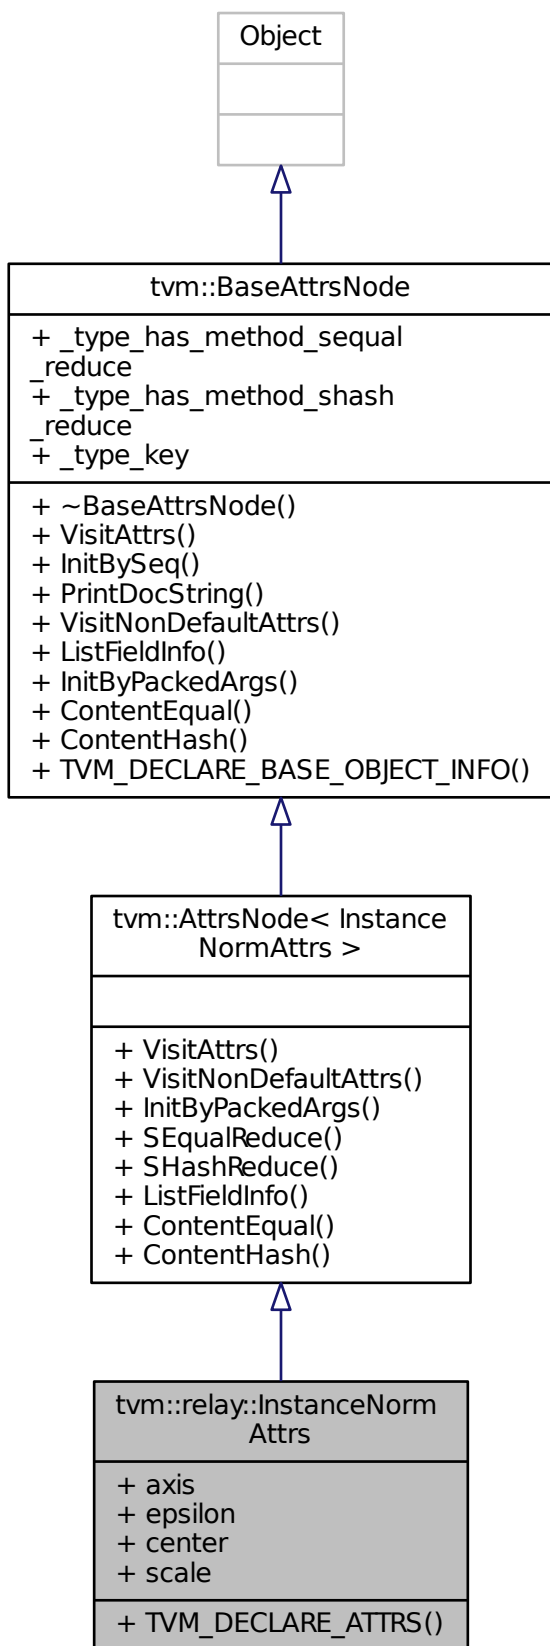 Object
tvm::BaseAttrsNode
+ _type_has_method_sequal
_reduce
+ _type_has_method_shash
_reduce
+ _type_key
+ ~BaseAttrsNode()
+ VisitAttrs()
+ InitBySeq()
+ PrintDocString()
+ VisitNonDefaultAttrs()
+ ListFieldInfo()
+ InitByPackedArgs()
+ ContentEqual()
+ ContentHash()
+ TVM_DECLARE_BASE_OBJECT_INFO()
tvm::AttrsNode< Instance
NormAttrs >
+ VisitAttrs()
+ VisitNonDefaultAttrs()
+ InitByPackedArgs()
+ SEqualReduce()
+ SHashReduce()
+ ListFieldInfo()
+ ContentEqual()
+ ContentHash()
tvm::relay::InstanceNorm
Attrs
+ axis
+ epsilon
+ center
+ scale
+ TVM_DECLARE_ATTRS()